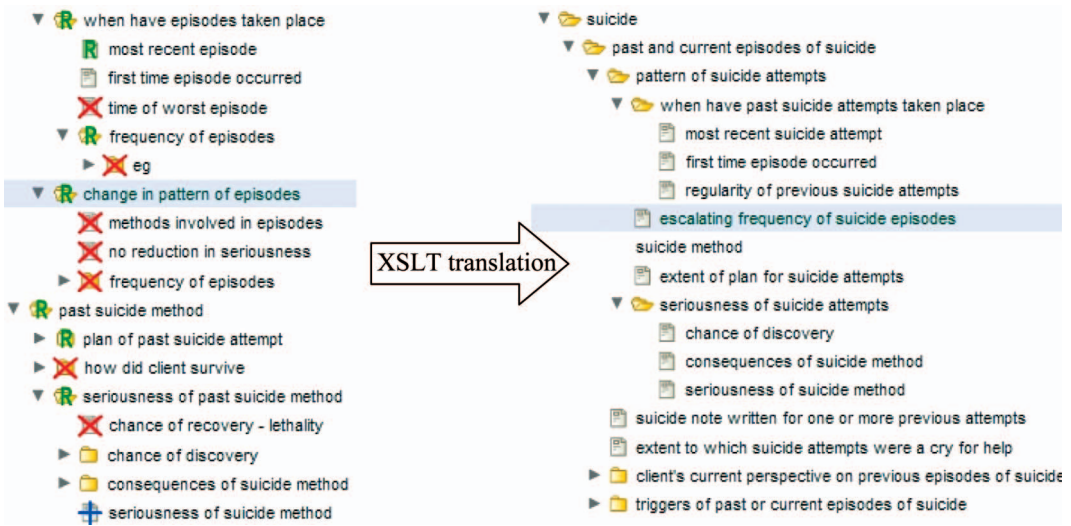 when have episodes taken place
R most recent episode
first time episode occurred
time of worst episode
frequency of episodes
eg
change in pattern of episodes
methods involved in episodes
no reduction in seriousness
frequency of episodes
past suicide method
plan of past suicide attempt
how did client survive
seriousness of past suicide method
chance of recovery - lethality
chance of discovery
consequences of suicide method
seriousness of suicide method
XSLT translation
suicide
past and current episodes of suicide
pattern of suicide attempts
when have past suicide attempts taken place
most recent suicide attempt
first time episode occurred
regularity of previous suicide attempts
escalating frequency of suicide episodes
suicide method
extent of plan for suicide attempts
seriousness of suicide attempts
chance of discovery
consequences of suicide method
seriousness of suicide method
suicide note written for one or more previous attempts
extent to which suicide attempts were a cry for help
client's current perspective on previous episodes of suicide
triggers of past or current episodes of suicide